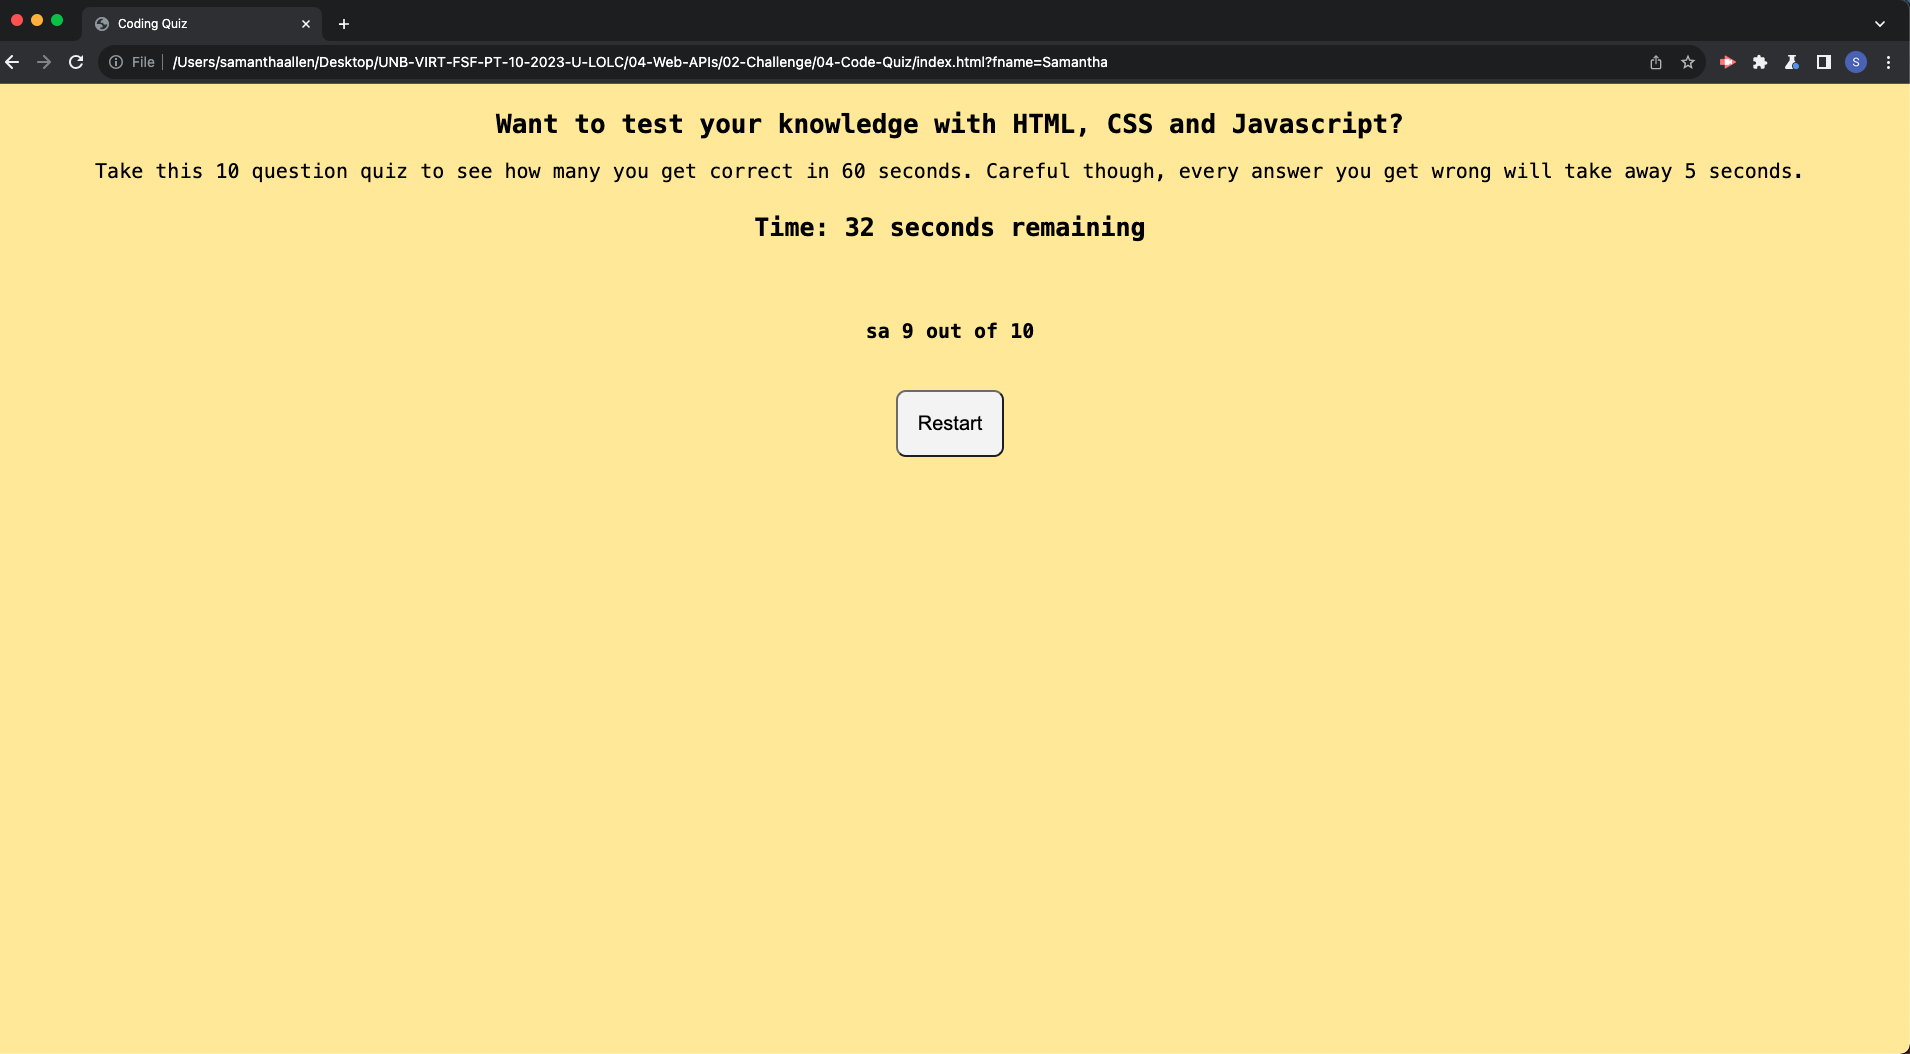 Coding Quiz
File /Users/samanthaallen/Desktop/UNB-VIRT-FSF-PT-10-2023-U-LOLC/04-Web-APIs/02-Challenge/04-Code-Quiz/index.html?fname=Samantha S
Want to test your knowledge with HTML, CSS and Javascript?
Take this 10 question quiz to see how many you get correct in 60 seconds. Careful though, every answer you get wrong will take away 5 seconds.
Time: 32 seconds remaining
sa 9 out of 10
Restart